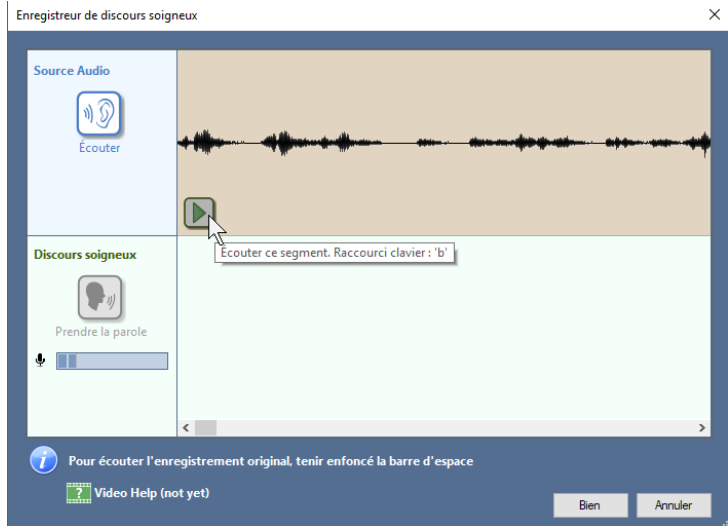 Enregistreur de discours soigneux
Source Audio
Écouter
Écouter ce segment. Raccourci clavier : 'b'
Discours soigneux
Prendre la parole
Pour écouter l'enregistrement original, tenir enfoncé la barre d'espace
Video Help (not yet)
Bien
Annuler